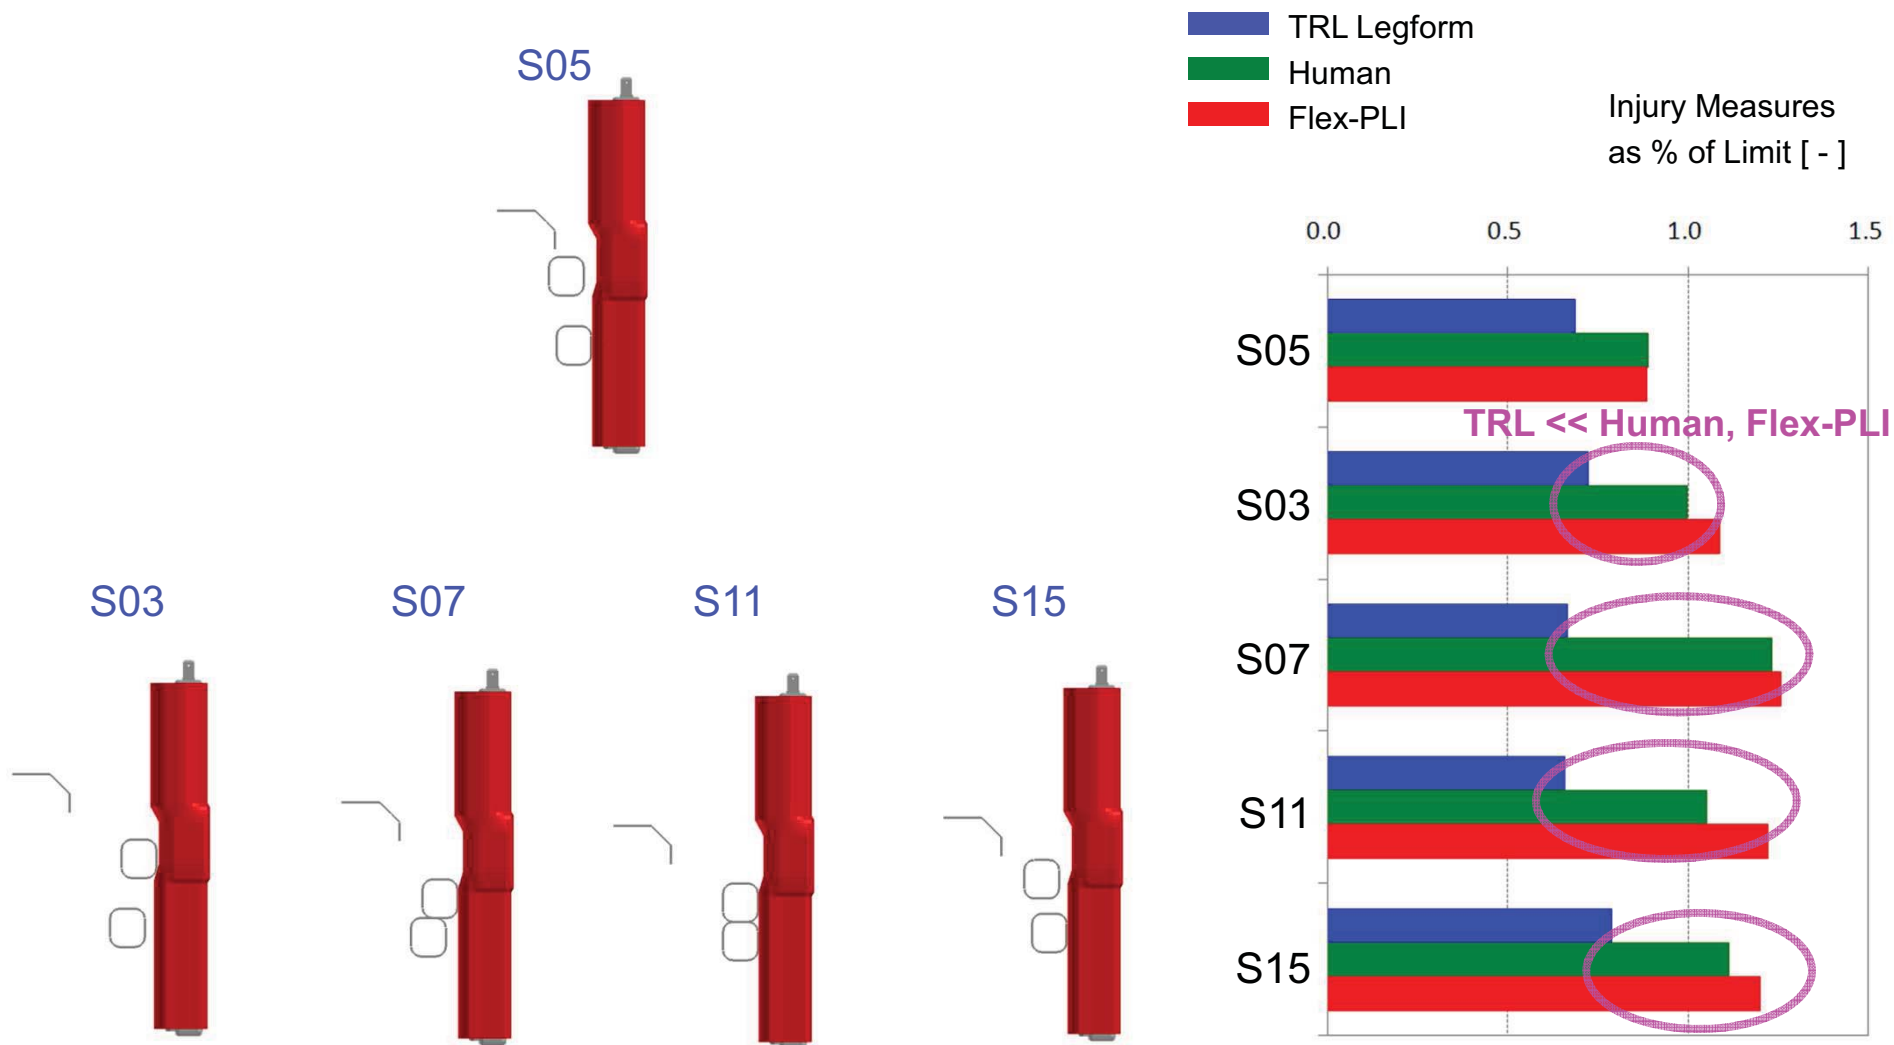 S05
S03
S07
S11
S15
TRL Legform
Human
Flex-PLI
Injury Measures
as % of Limit [ - ]
0.0 0.5 1.0 1.5
S05
TRL << Human, Flex-PLI
S03
S07
S11
S15